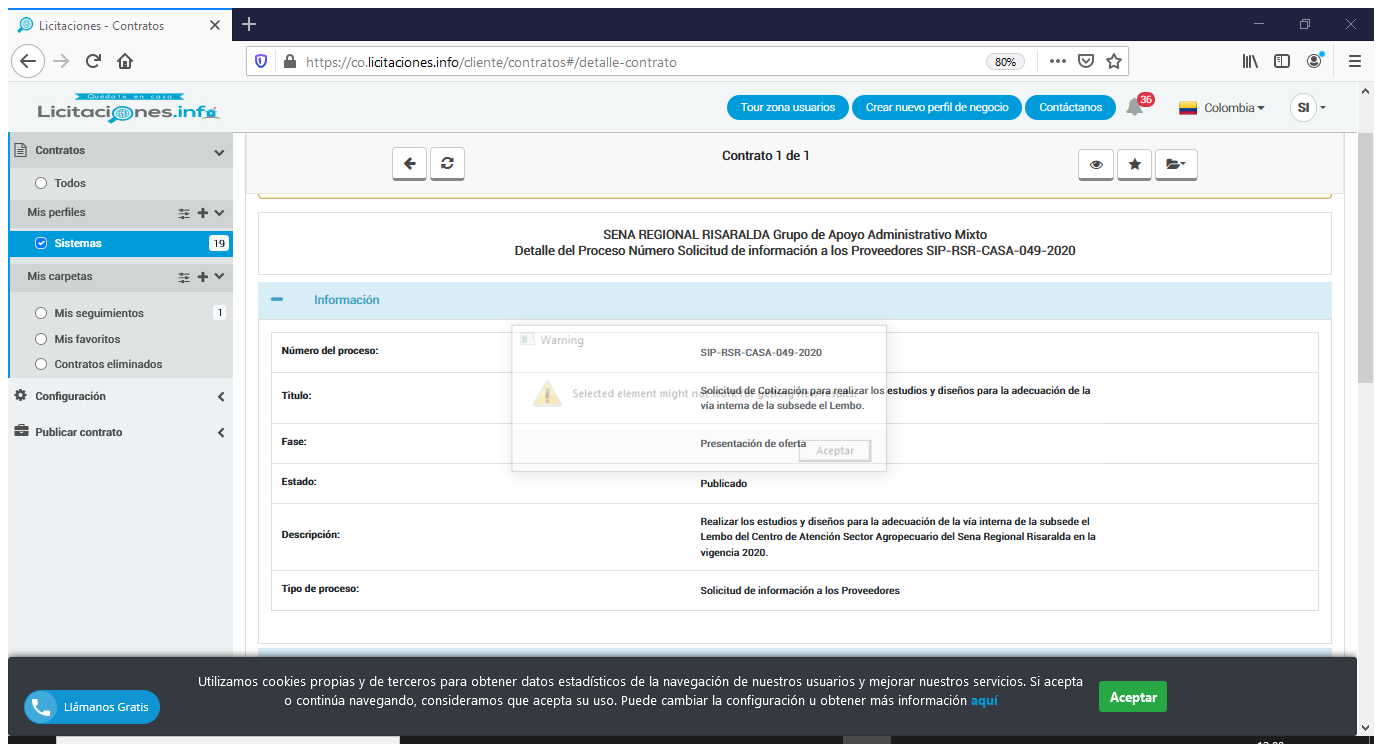 Licitaciones - Contratos
https://co.licitaciones.info/cliente/contratos#/detalle-contrato
80%
Quédate en casa
Licitaciones.info
Tour zona usuarios
Crear nuevo perfil de negocio
Contáctanos
36
Colombia
SI
Contratos
Todos
Mis perfiles
Sistemas
19
Mis carpetas
Mis seguimientos
1
Mis favoritos
Contratos eliminados
Configuración
Publicar contrato
Contrato 1 de 1
SENA REGIONAL RISARALDA Grupo de Apoyo Administrativo Mixto
Detalle del Proceso Número Solicitud de información a los Proveedores SIP-RSR-CASA-049-2020
Información
Número del proceso:
SIP-RSR-CASA-049-2020
Titulo:
Solicitud de Cotización para realizar los estudios y diseños para la adecuación de la
vía interna de la subsede el Lembo.
Fase:
Presentación de oferta
Estado:
Publicado
Descripción:
Realizar los estudios y diseños para la adecuación de la vía interna de la subsede el
Lembo del Centro de Atención Sector Agropecuario del Sena Regional Risaralda en la
vigencia 2020.
Tipo de proceso:
Solicitud de información a los Proveedores
Warning
Selected element might not work for getting new results.
Aceptar
Utilizamos cookies propias y de terceros para obtener datos estadísticos de la navegación de nuestros usuarios y mejorar nuestros servicios. Si acepta
o continúa navegando, consideramos que acepta su uso. Puede cambiar la configuración u obtener más información aquí
Aceptar
Llámanos Gratis